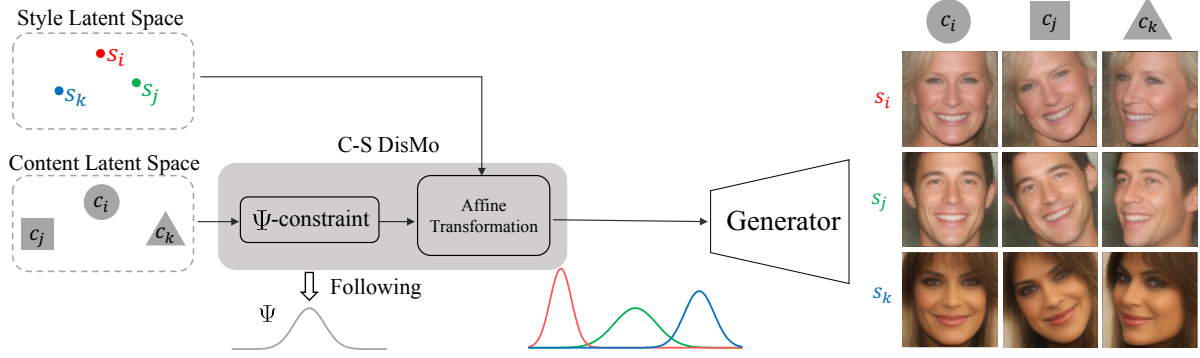 Style Latent Space
s_i
s_k
s_j
Content Latent Space
c_i
c_j
c_k
C-S DisMo
Ψ-constraint
Affine
Transformation
Following
Ψ
Generator
c_i
c_j
c_k
s_i
s_j
s_k